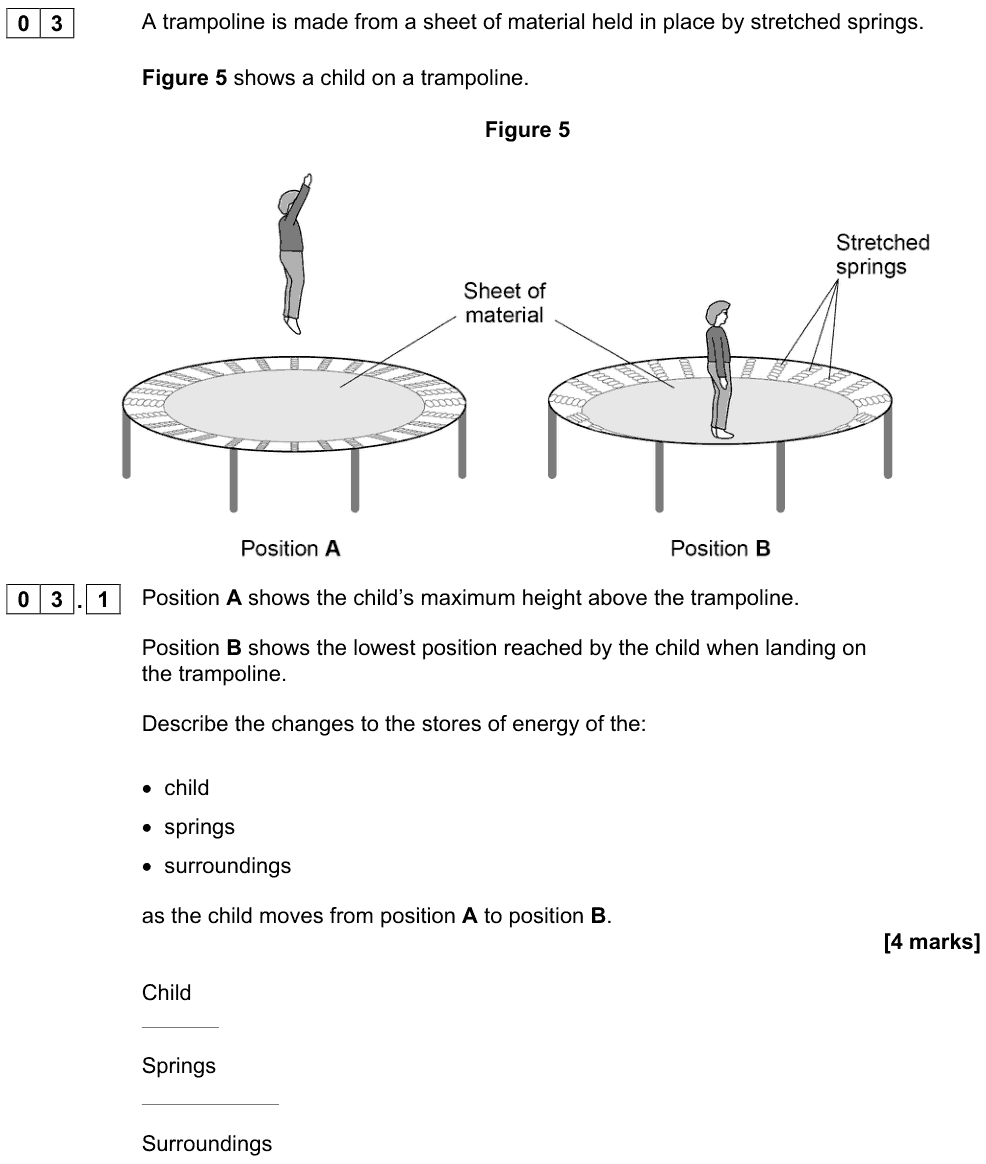 0 3 A trampoline is made from a sheet of material held in place by stretched springs.
Figure 5 shows a child on a trampoline.
Figure 5
Stretched
springs
Sheet of
material
Position A
Position B
0 3 . 1 Position A shows the child's maximum height above the trampoline.
Position B shows the lowest position reached by the child when landing on
the trampoline.
Describe the changes to the stores of energy of the:
• child
• springs
• surroundings
as the child moves from position A to position B.
[4 marks]
Child
Springs
Surroundings